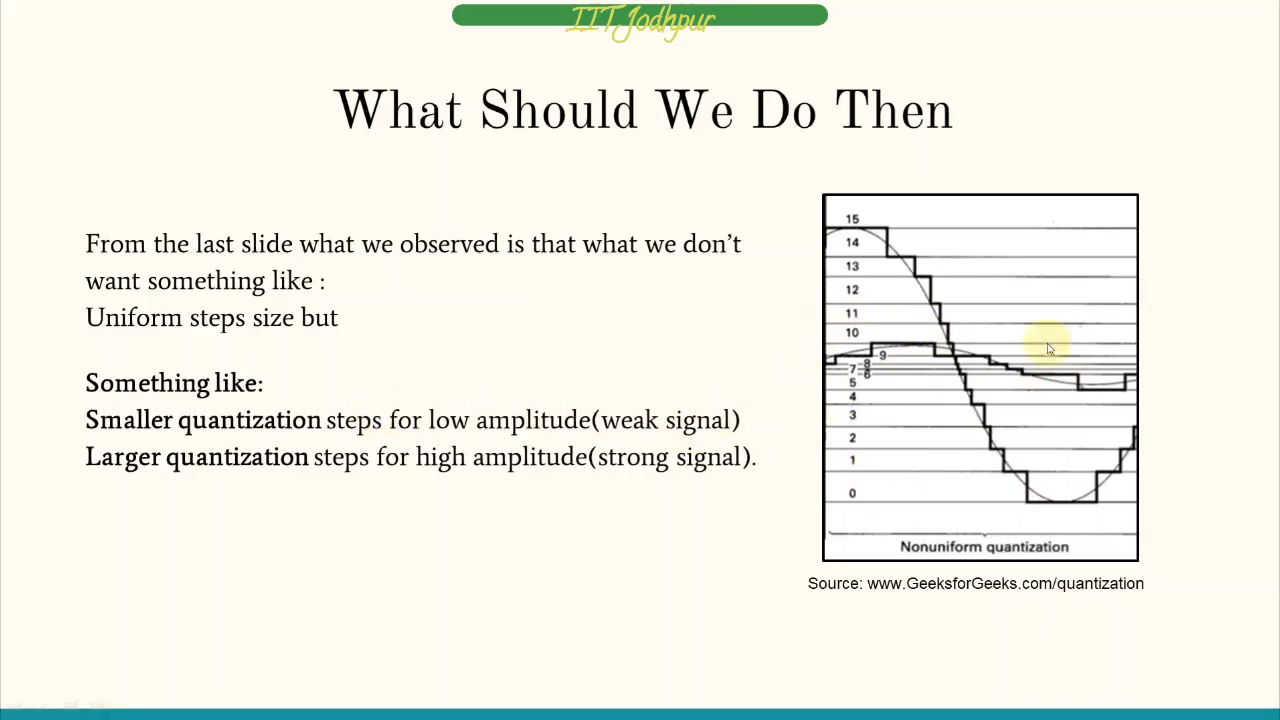 IIT Jodhpur
What Should We Do Then
From the last slide what we observed is that what we don’t
want something like :
Uniform steps size but
Something like:
Smaller quantization steps for low amplitude(weak signal)
Larger quantization steps for high amplitude(strong signal).
15
14
13
12
11
10
9
8
7
6
5
4
3
2
1
0
Nonuniform quantization
Source: www.GeeksforGeeks.com/quantization